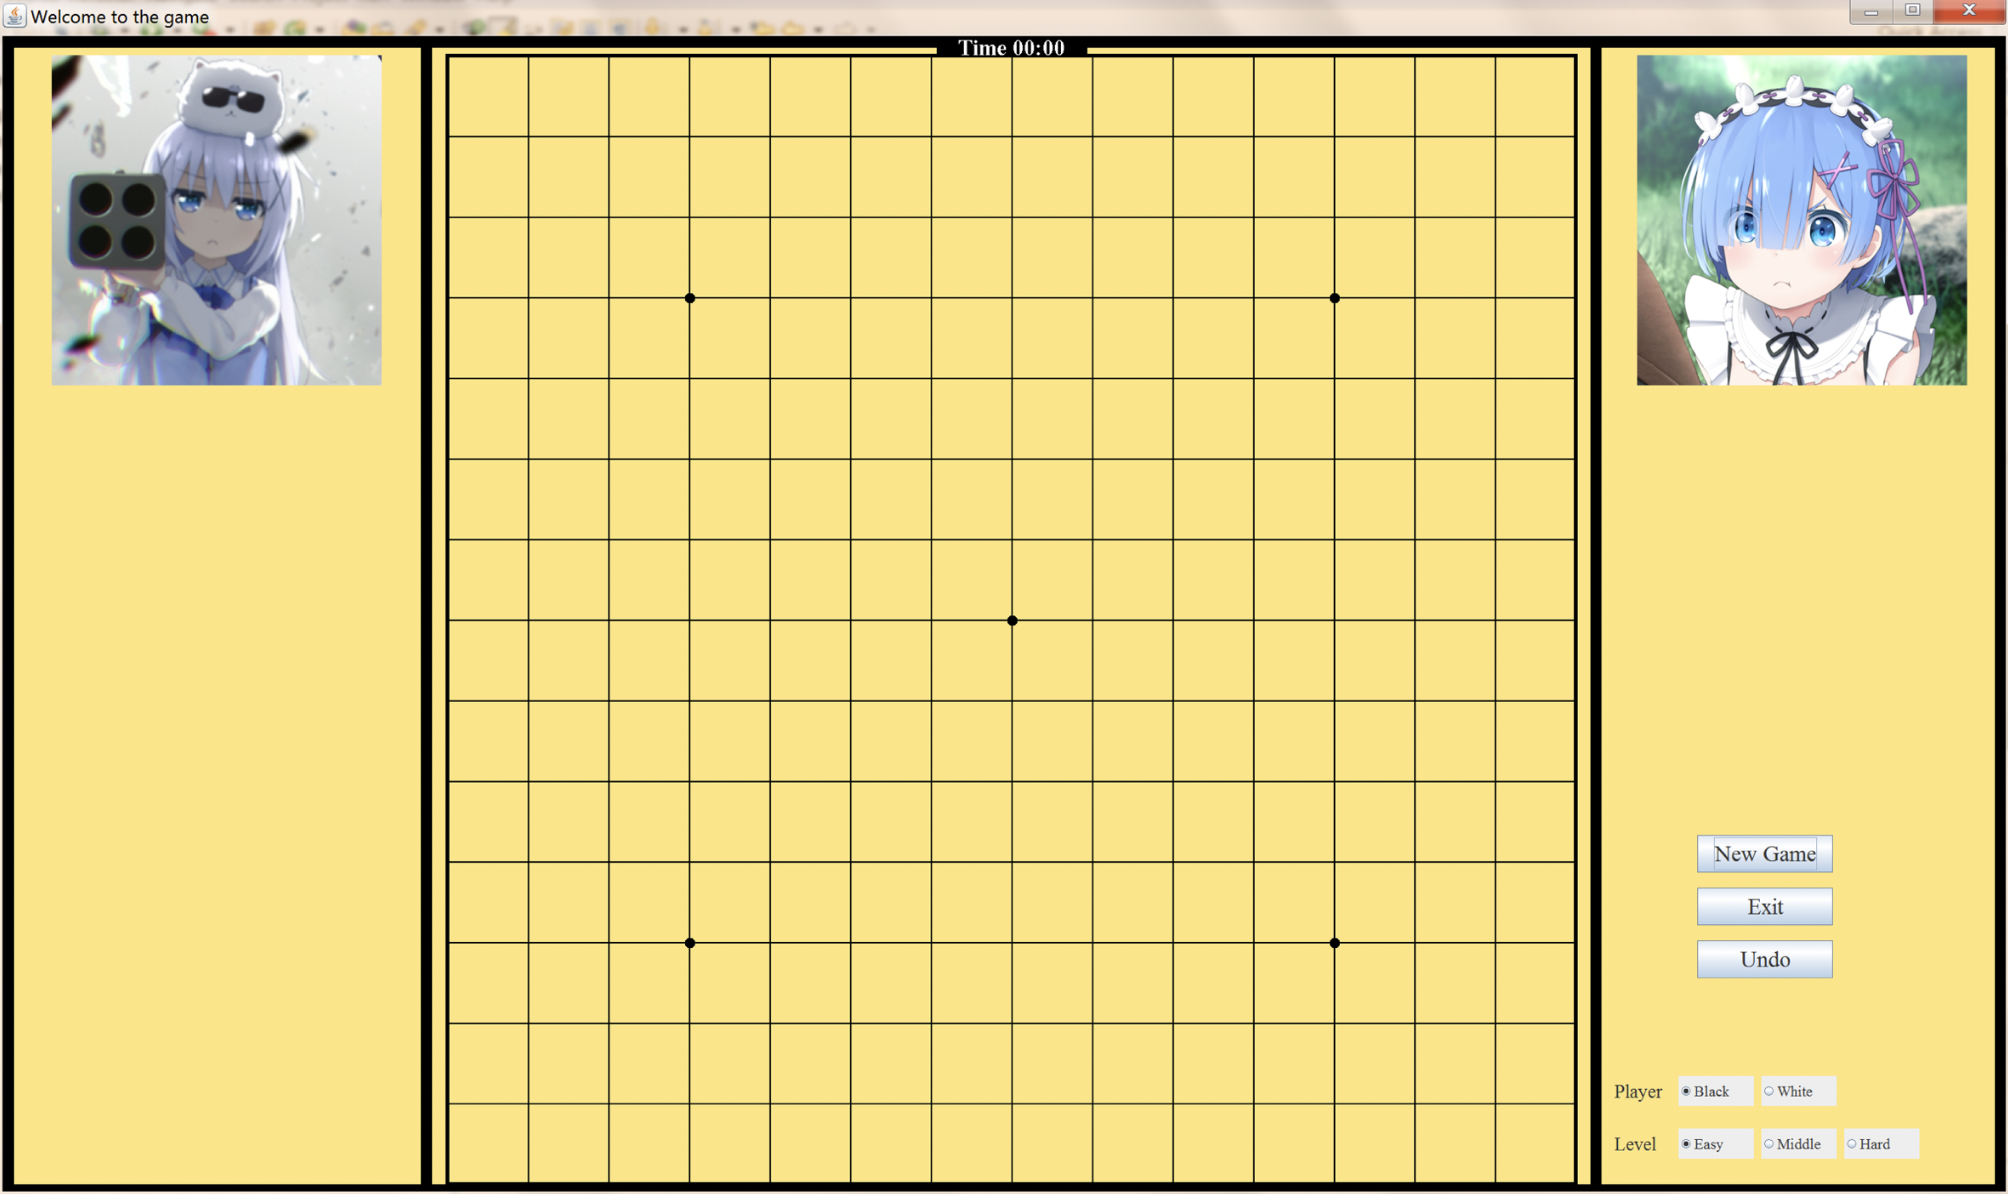 Welcome to the game
Time 00:00
New Game
Exit
Undo
Player Black White
Level Easy Middle Hard